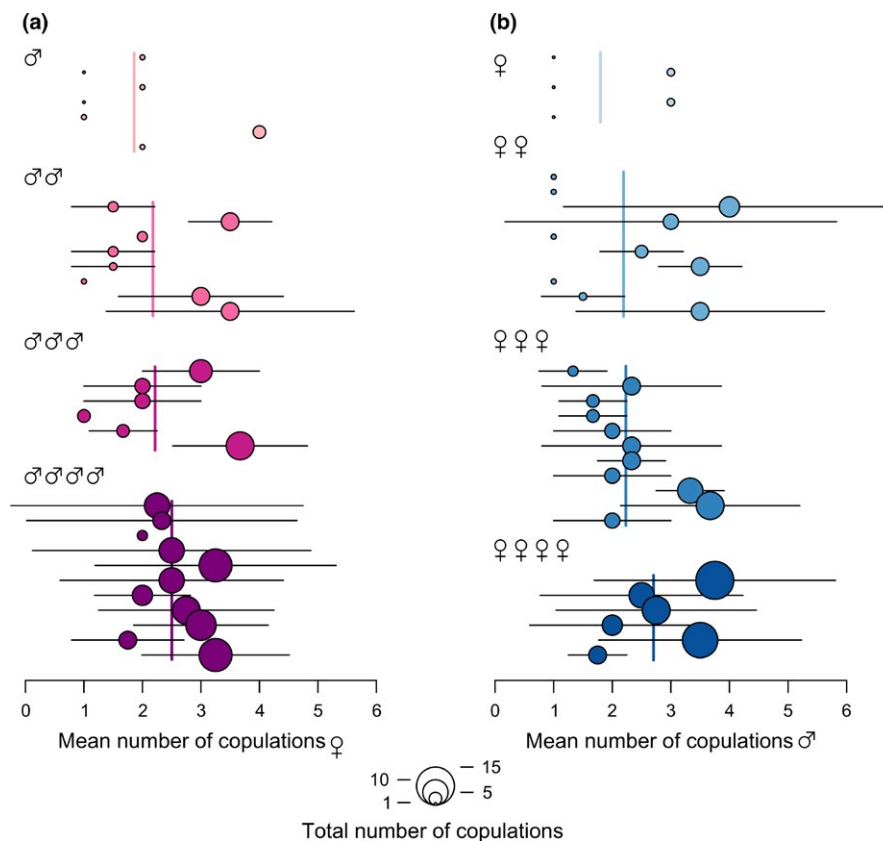 (a)
♂
♂♂
♂♂♂
♂♂♂♂
0 1 2 3 4 5 6
Mean number of copulations ♀
(b)
♀
♀♀
♀♀♀
♀♀♀♀
0 1 2 3 4 5 6
Mean number of copulations ♂
15
10
5
1
Total number of copulations